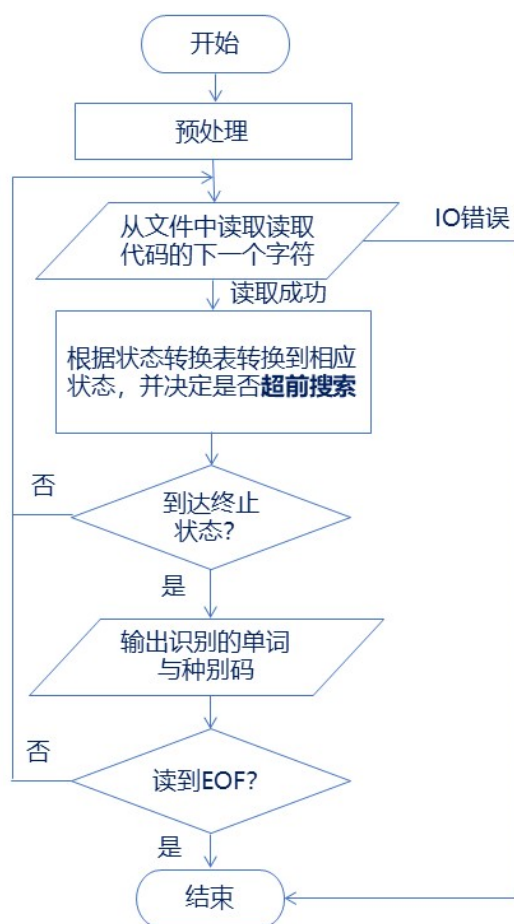 开始
预处理
从文件中读取读取
代码的下一个字符
IO错误
读取成功
根据状态转换表转换到相应
状态，并决定是否超前搜索
否
到达终止
状态?
是
输出识别的单词
与种别码
否
读到EOF?
是
结束